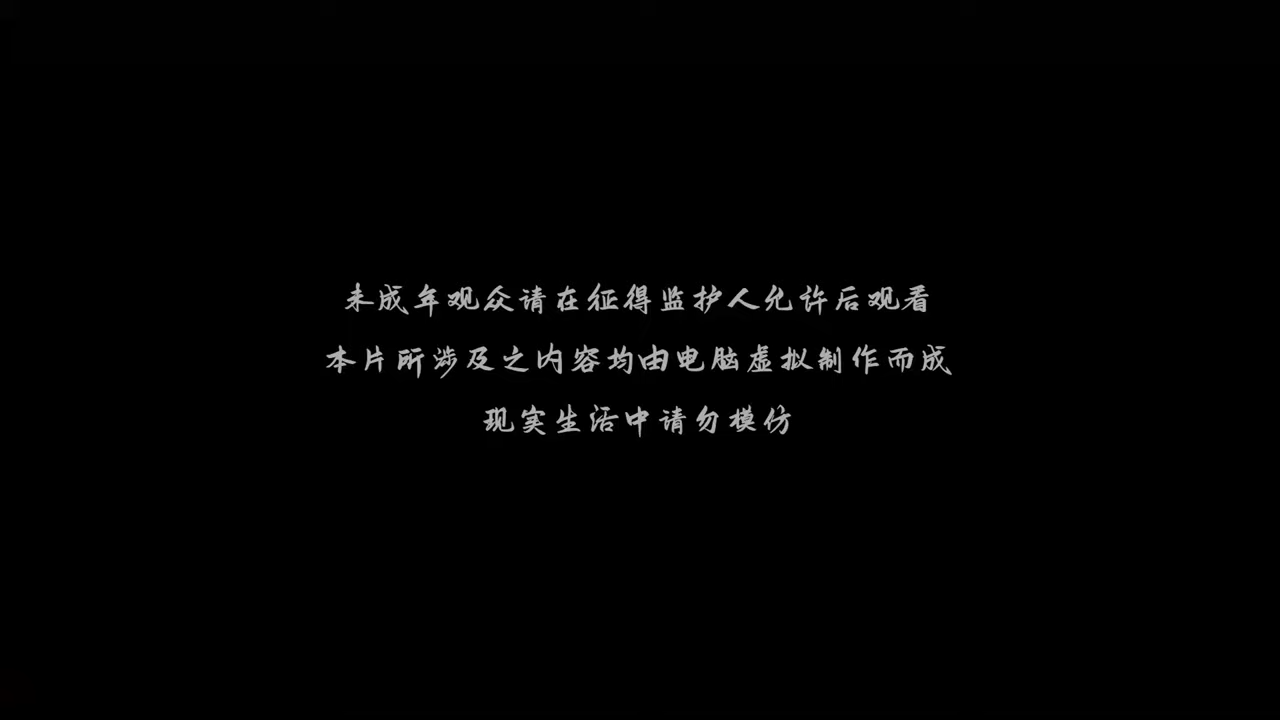 未成年观众请在征得监护人允许后观看
本片所涉及之内容均由电脑虚拟制作而成
现实生活中请勿模仿